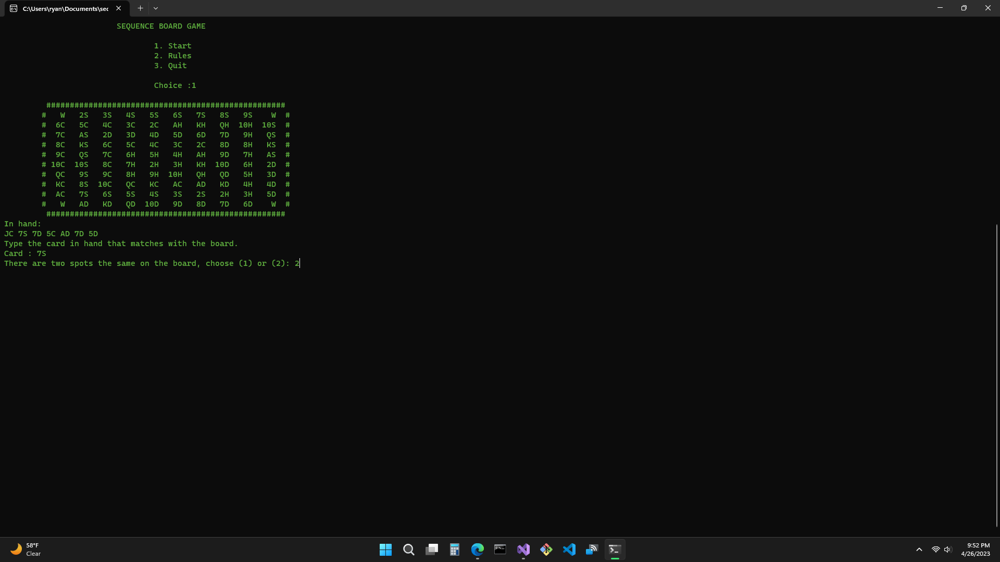 C:\Users\ryan\Documents\sec
SEQUENCE BOARD GAME
1. Start
2. Rules
3. Quit
Choice :1
###################################################
# W 2S 3S 4S 5S 6S 7S 8S 9S W #
# 6C 5C 4C 3C 2C AH KH QH 10H 10S #
# 7C AS 2D 3D 4D 5D 6D 7D 9H QS #
# 8C KS 6C 5C 4C 3C 2C 8D 8H KS #
# 9C QS 7C 6H 5H 4H AH 9D 7H AS #
# 10C 10S 8C 7H 2H 3H KH 10D 6H 2D #
# QC 9S 9C 8H 9H 10H QH QD 5H 3D #
# KC 8S 10C QC KC AC AD KD 4H 4D #
# AC 7S 6S 5S 4S 3S 2S 2H 3H 5D #
# W AD KD QD 10D 9D 8D 7D 6D W #
###################################################
In hand:
JC 7S 7D 5C AD 7D 5D
Type the card in hand that matches with the board.
Card : 7S
There are two spots the same on the board, choose (1) or (2): 2
58°F
Clear
9:52 PM
4/26/2023